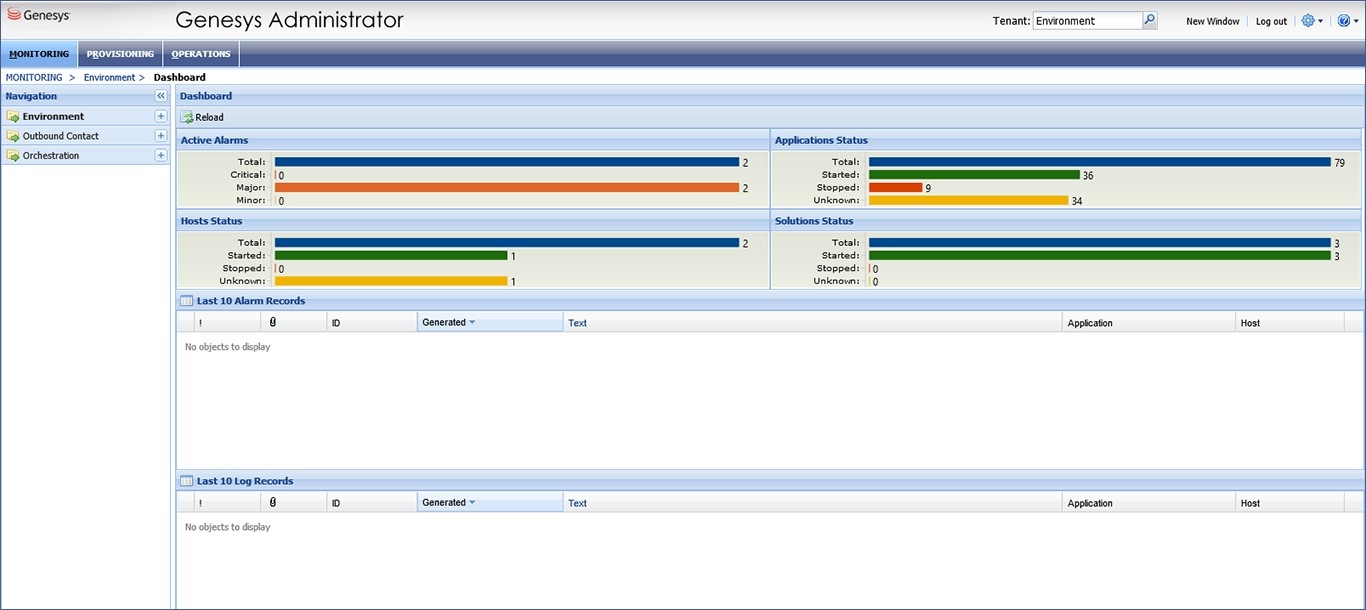 Genesys
Genesys Administrator
Tenant: Environment
New Window
Log out
MONITORING
PROVISIONING
OPERATIONS
MONITORING > Environment > Dashboard
Navigation
Environment
Outbound Contact
Orchestration
Dashboard
Reload
Active Alarms
Total: 2
Critical: 0
Major: 2
Minor: 0
Applications Status
Total: 79
Started: 36
Stopped: 9
Unknown: 34
Hosts Status
Total: 2
Started: 1
Stopped: 0
Unknown: 1
Solutions Status
Total: 3
Started: 3
Stopped: 0
Unknown: 0
Last 10 Alarm Records
! ID Generated Text Application Host
No objects to display
Last 10 Log Records
! ID Generated Text Application Host
No objects to display